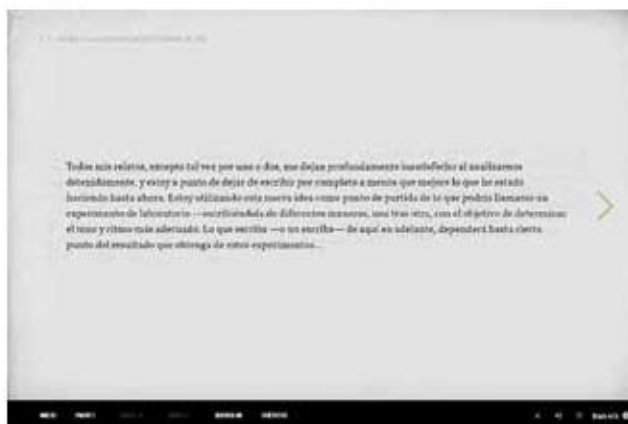 Todos mis relatos, excepto tal vez por uno o dos, me dejan profundamente insatisfecho al analizarlos
detenidamente, y estoy a punto de dejar de escribir por completo a menos que mejore lo que he estado
haciendo hasta ahora. Estoy utilizando esta nueva idea como punto de partida de lo que podría llamarse un
experimento de laboratorio —escribiéndola de diferentes maneras, una tras otra, con el objetivo de determinar
el tono y ritmo más adecuado. Lo que escriba —o no escriba— de aquí en adelante, dependerá hasta cierto
punto del resultado que obtenga de estos experimentos...